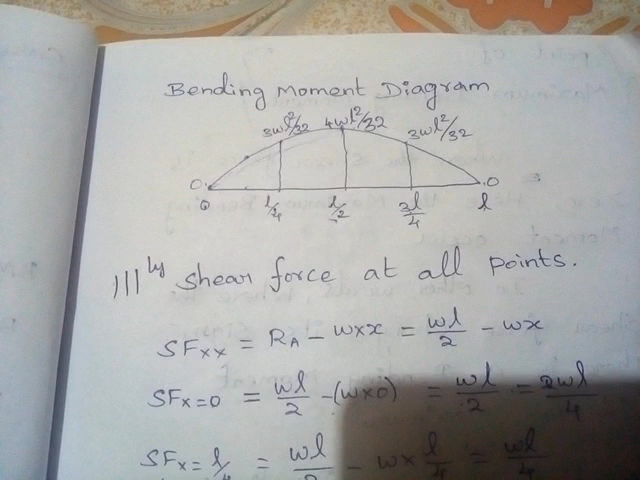 Bending Moment Diagram
3wl²/32 4wl²/32 3wl²/32
0 0
0 l/4 l/2 3l/4 l
|||ly shear force at all points.
SFxx = RA - w×x = wl/2 - wx
SFx=0 = wl/2 - (w×0) = wl/2 = 2wl/4
SFx=l/4 = wl/2 - w×l/4 = wl/4